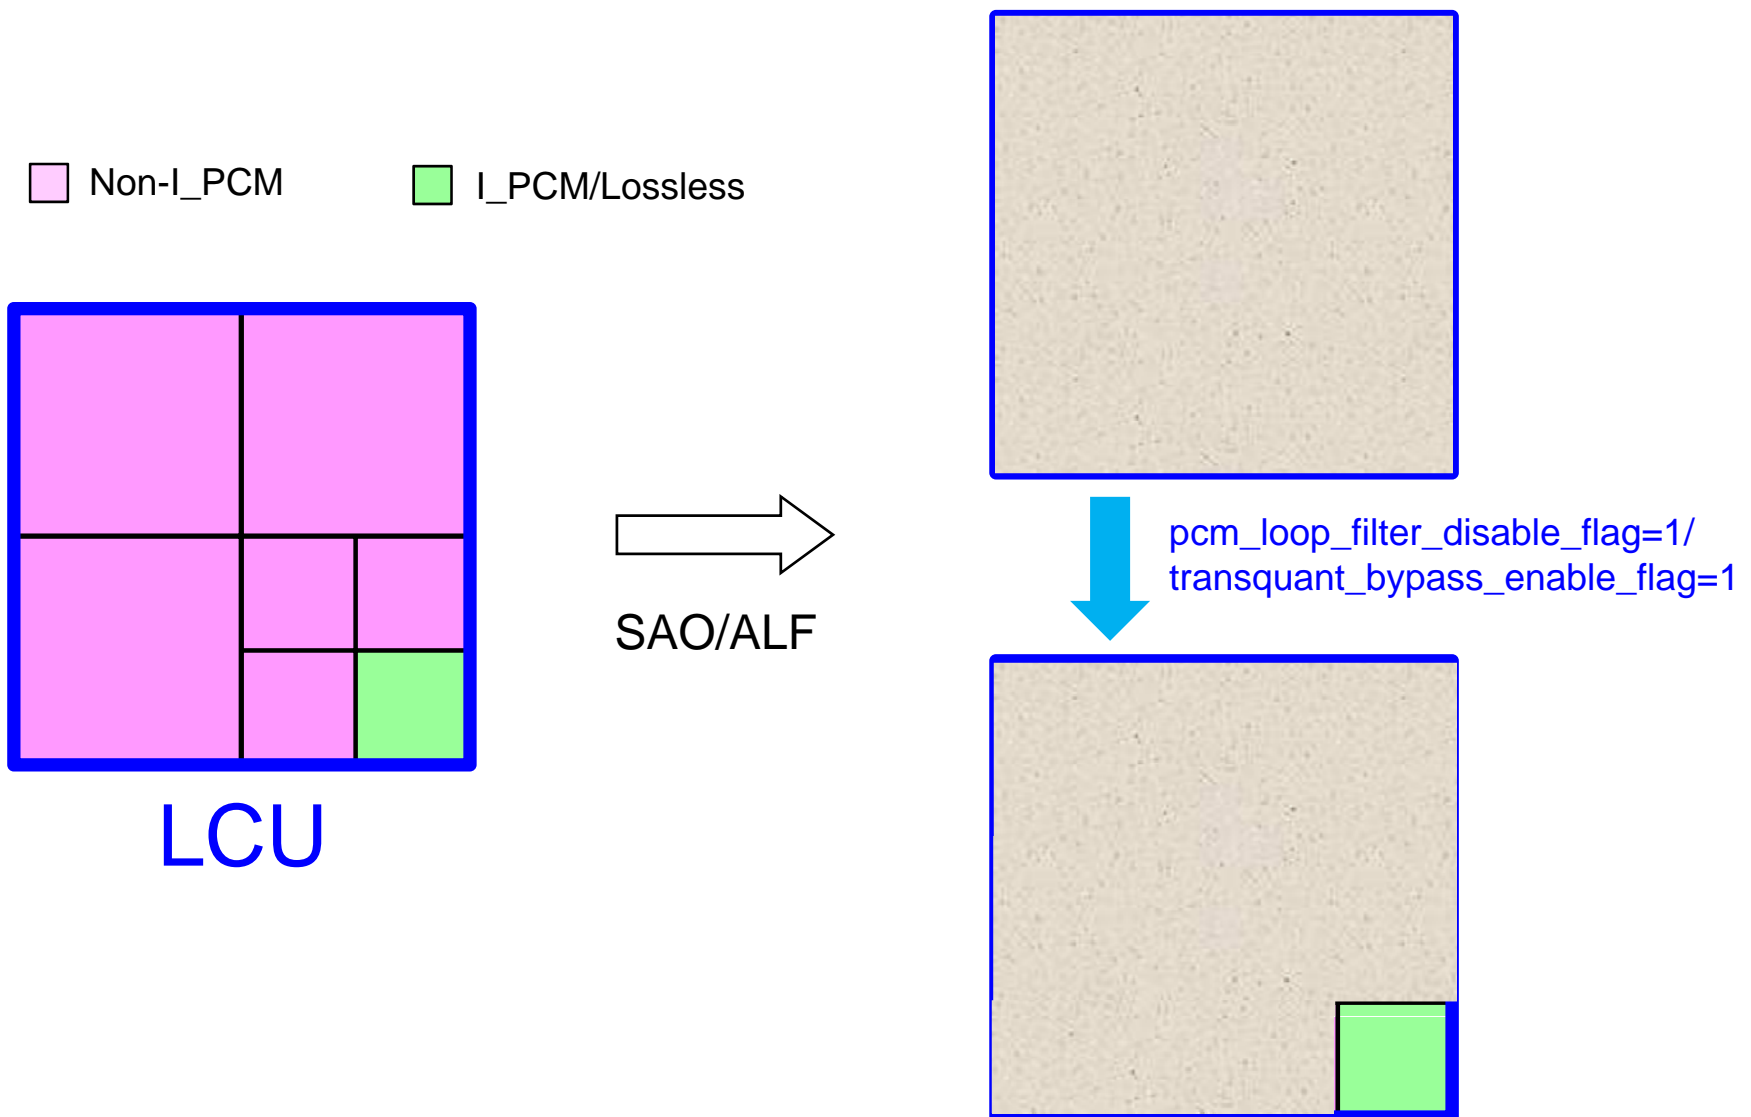 Non-I_PCM
I_PCM/Lossless
LCU
SAO/ALF
pcm_loop_filter_disable_flag=1/
transquant_bypass_enable_flag=1